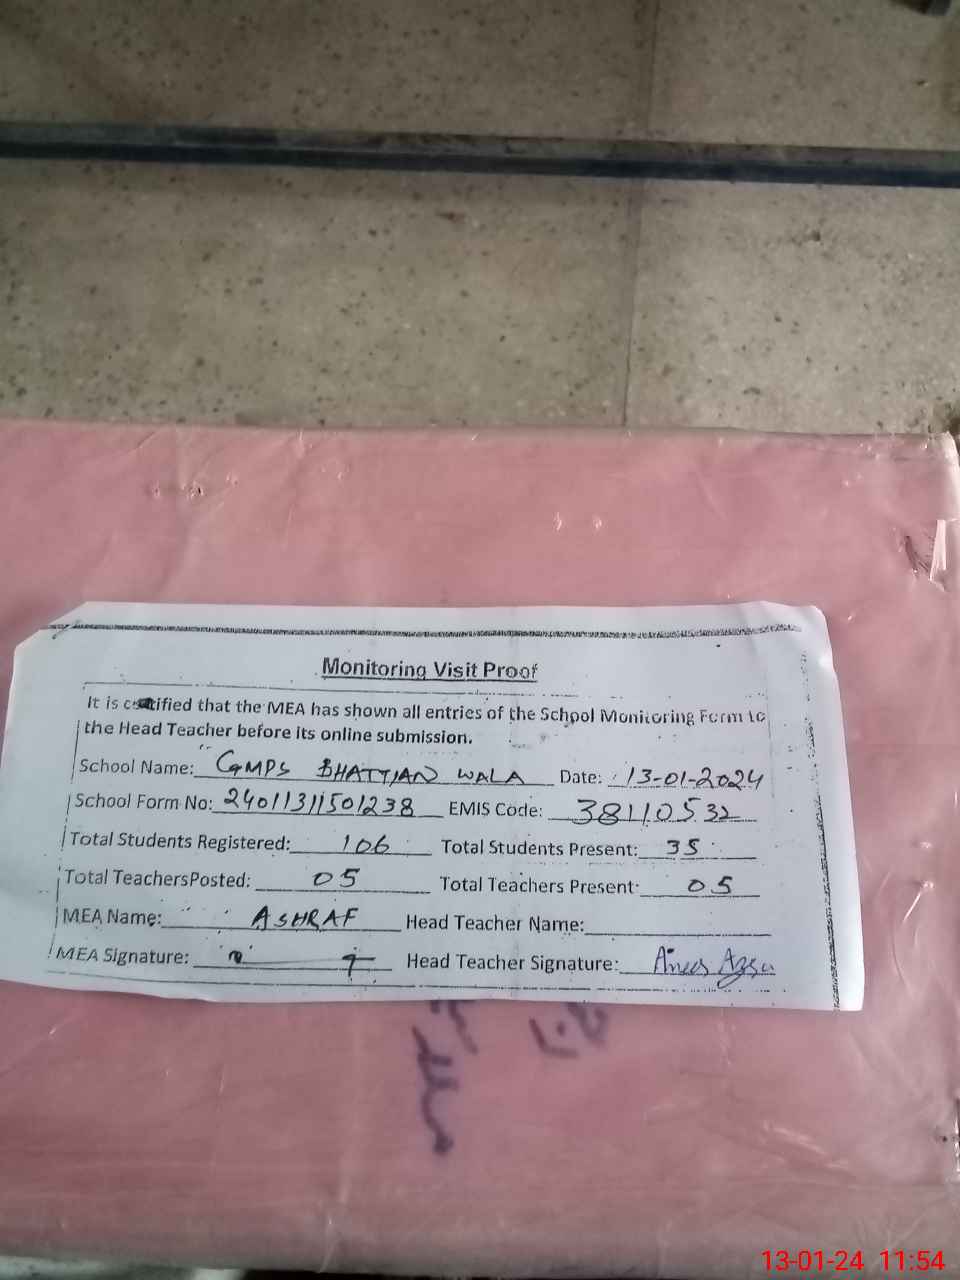 Monitoring Visit Proof
It is certified that the MEA has shown all entries of the School Monitoring Form to
the Head Teacher before its online submission.
School Name: GMPS BHATTIAN WALA Date: 13-01-2024
School Form No: 24011311501238 EMIS Code: 38110532
Total Students Registered: 106 Total Students Present: 35
Total TeachersPosted: 05 Total Teachers Present: 05
MEA Name: ASHRAF Head Teacher Name:
MEA Signature: Head Teacher Signature: Anees
13-01-24 11:54